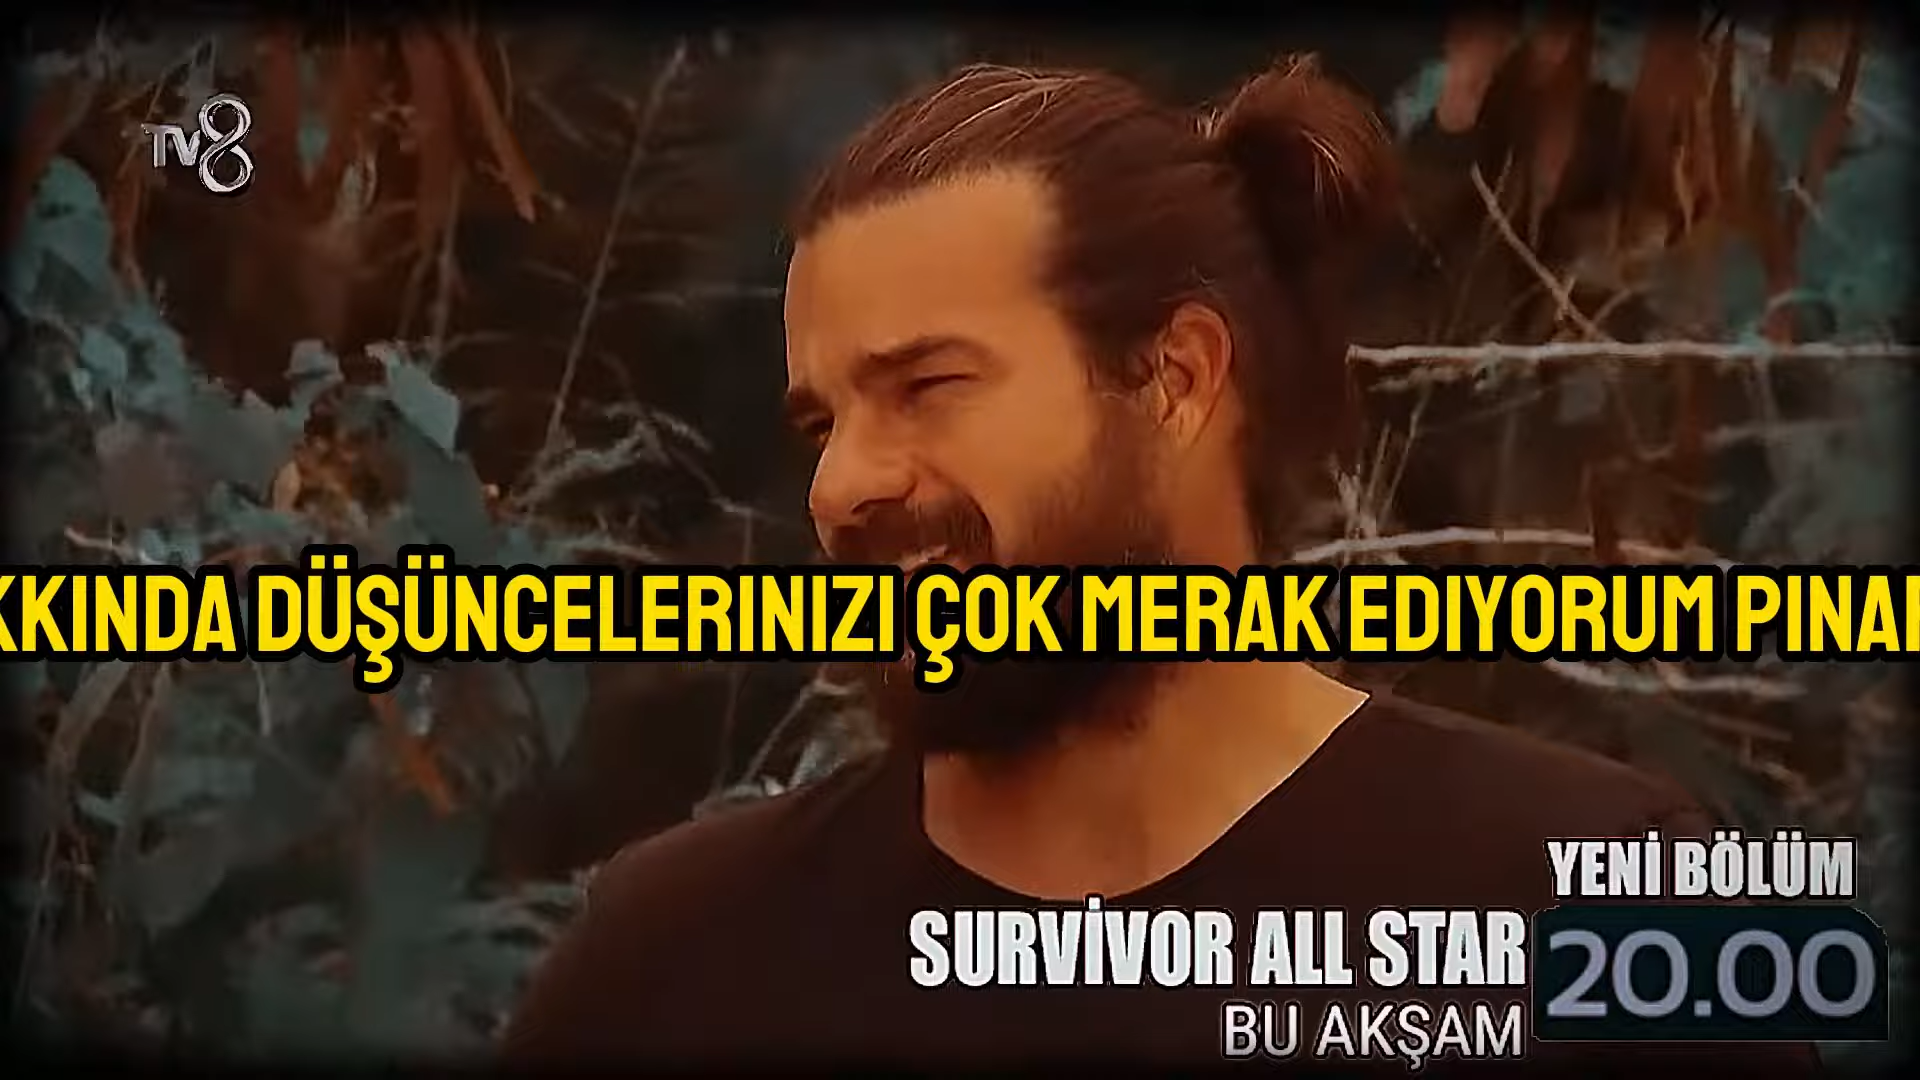 TV8
KKINDA DÜŞÜNCELERINIZI ÇOK MERAK EDIYORUM PINAR
YENİ BÖLÜM
SURVİVOR ALL STAR 20.00
BU AKŞAM